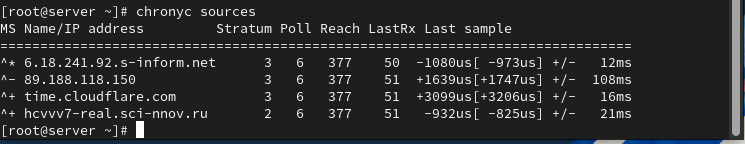 [root@server ~]# chronyc sources
MS Name/IP address         Stratum Poll Reach LastRx Last sample
===============================================================================
^* 6.18.241.92.s-inform.net      3   6   377    50  -1080us[ -973us] +/-   12ms
^- 89.188.118.150                3   6   377    51  +1639us[+1747us] +/-  108ms
^+ time.cloudflare.com           3   6   377    51  +3099us[+3206us] +/-   16ms
^+ hcvvv7-real.sci-nnov.ru       2   6   377    51   -932us[ -825us] +/-   21ms
[root@server ~]#